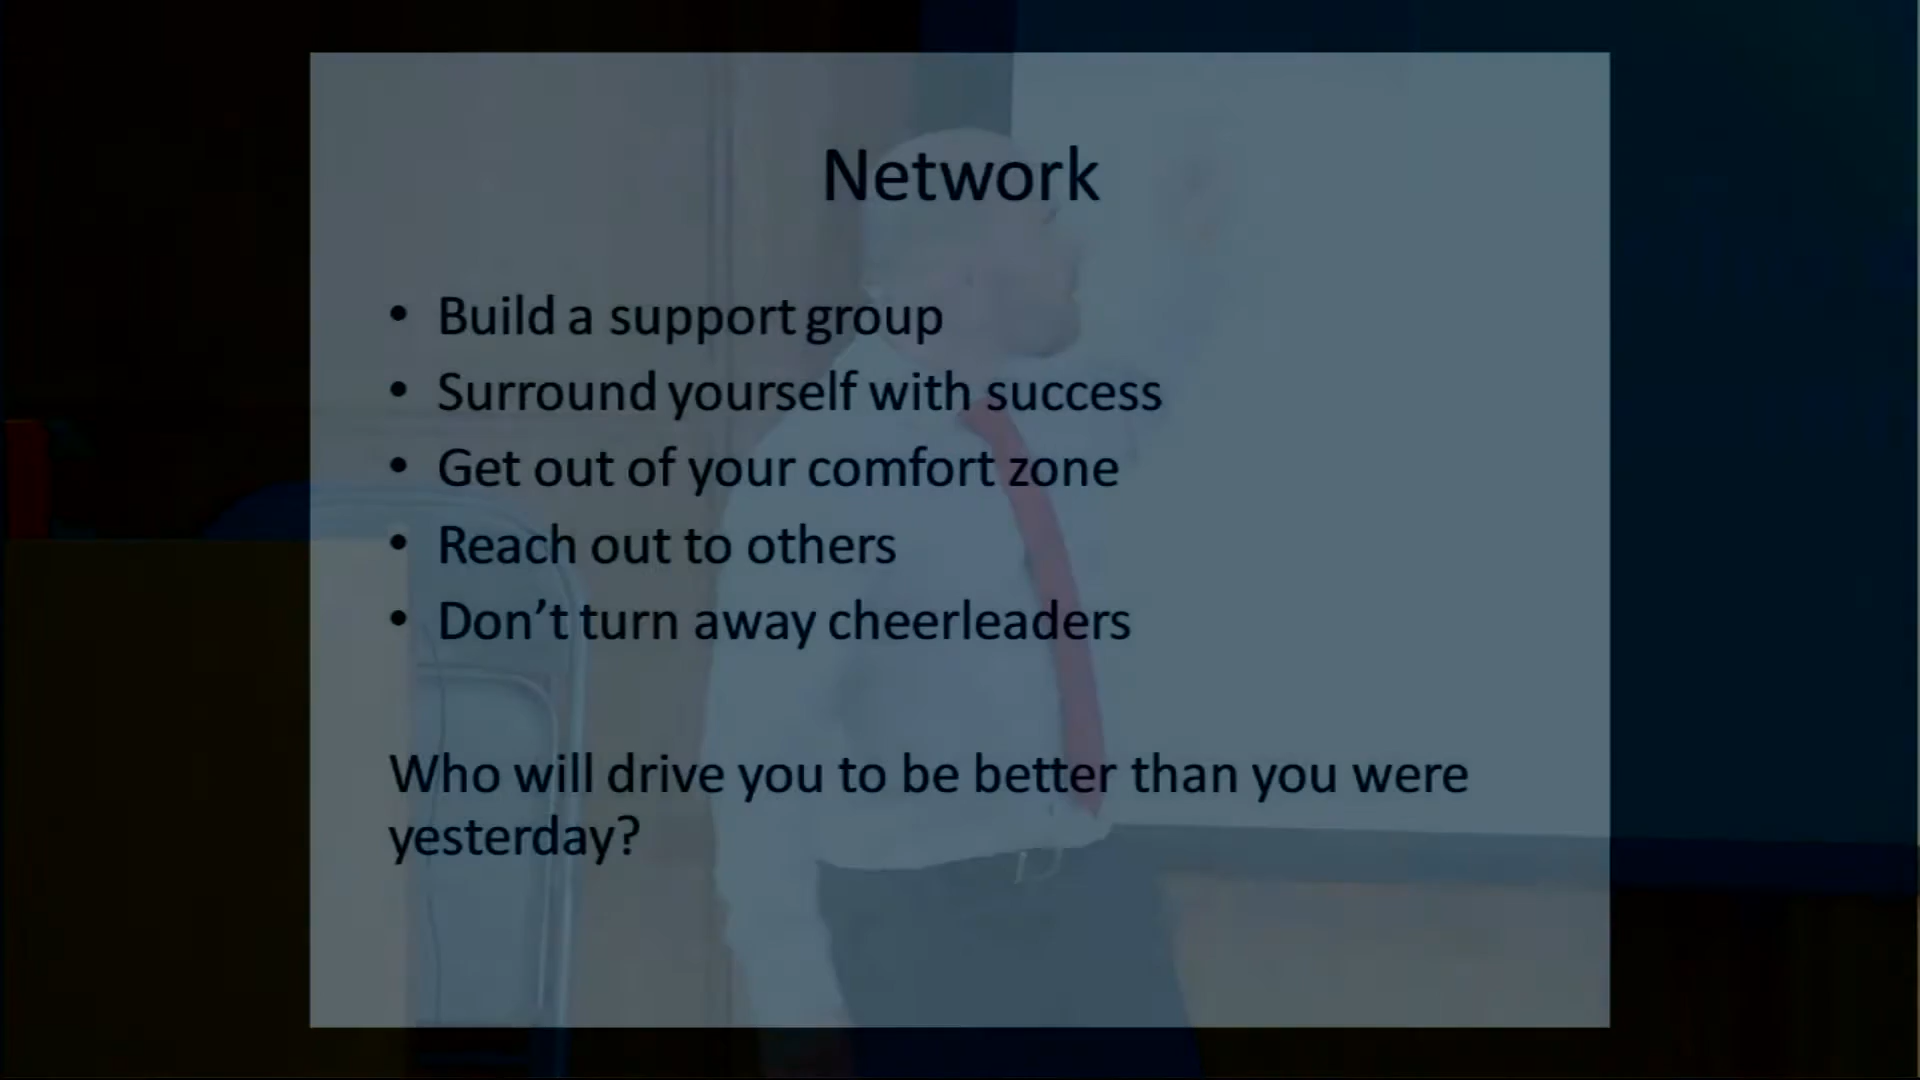 Network
• Build a support group
• Surround yourself with success
• Get out of your comfort zone
• Reach out to others
• Don’t turn away cheerleaders
Who will drive you to be better than you were
yesterday?